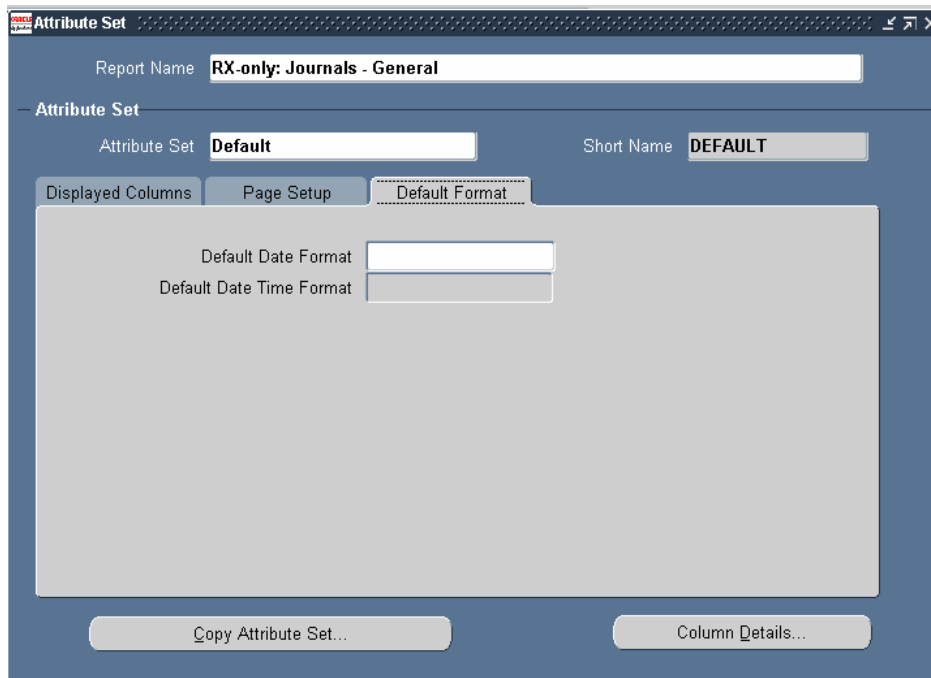 ORACLE
Attribute Set
Report Name RX-only: Journals - General
Attribute Set
Attribute Set Default Short Name DEFAULT
Displayed Columns Page Setup Default Format
Default Date Format
Default Date Time Format
Copy Attribute Set... Column Details...